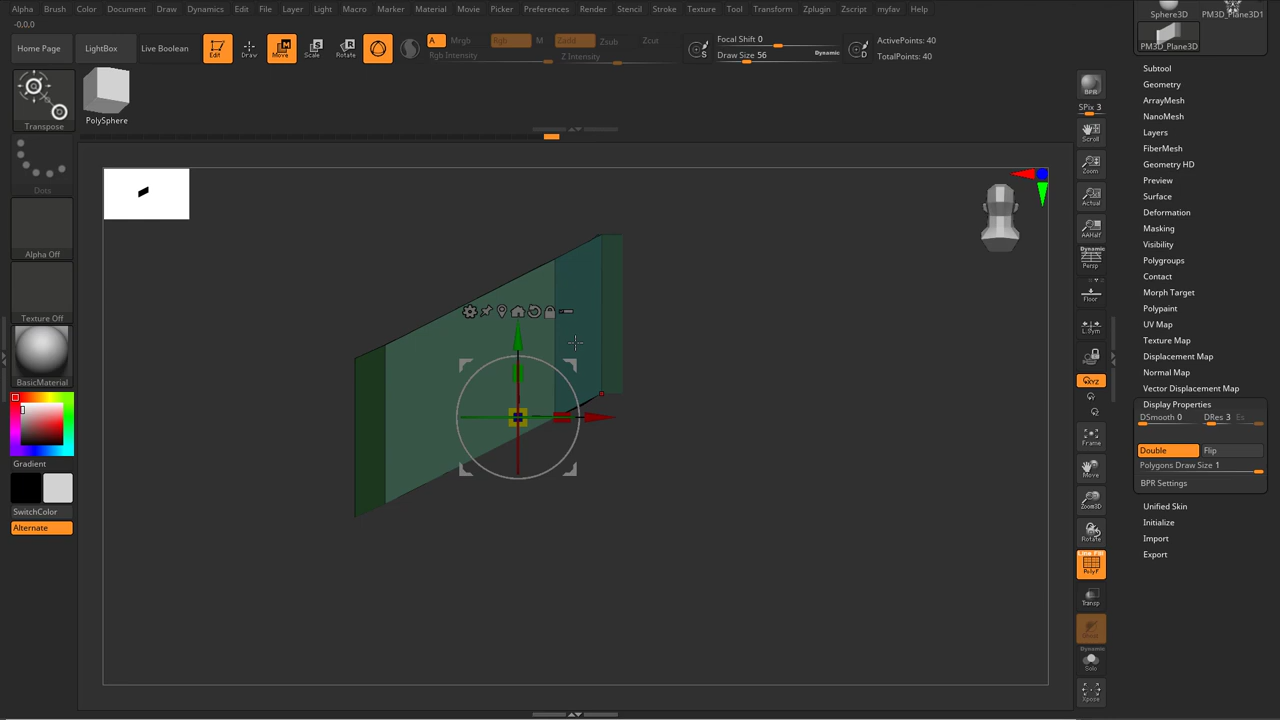 Alpha Brush Color Document Draw Dynamics Edit File Geometry Layer Light Macro Marker Material Movie Picker Preferences Render Stencil Stroke Texture Tool Transform Zplugin Zscript myfav Help
-0.0.0
Home Page LightBox Live Boolean Edit Draw Move Scale Rotate
A Mrgb Rgb M Zadd Zsub Zcut
Rgb Intensity Z Intensity
S Focal Shift 0
Draw Size 56 Dynamic D
ActivePoints: 40
TotalPoints: 40
Transpose
PolySphere
Dots
Alpha Off
Texture Off
BasicMaterial
Gradient
SwitchColor
Alternate
BPR
SPix 3
Scroll
Zoom
Actual
AAHalf
Dynamic
Persp
Floor
L.Sym
XYZ
Frame
Move
Zoom3D
Rotate
Line Fill
PolyF
Transp
Dynamic
Solo
Xpose
Sphere3D PM3D_Plane3D1
PM3D_Plane3D
Subtool
Geometry
ArrayMesh
NanoMesh
Layers
FiberMesh
Geometry HD
Preview
Surface
Deformation
Masking
Visibility
Polygroups
Contact
Morph Target
Polypaint
UV Map
Texture Map
Displacement Map
Normal Map
Vector Displacement Map
Display Properties
DSmooth 0 DRes 3 Es
Double Flip
Polygons Draw Size 1
BPR Settings
Unified Skin
Initialize
Import
Export